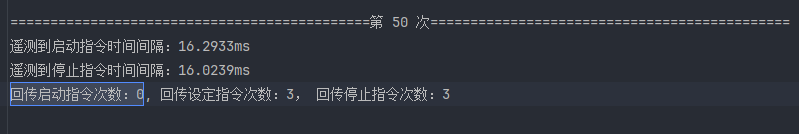 =============================================第 50 次=============================================
遥测到启动指令时间间隔：16.2933ms
遥测到停止指令时间间隔：16.0239ms
回传启动指令次数：0，回传设定指令次数：3， 回传停止指令次数：3